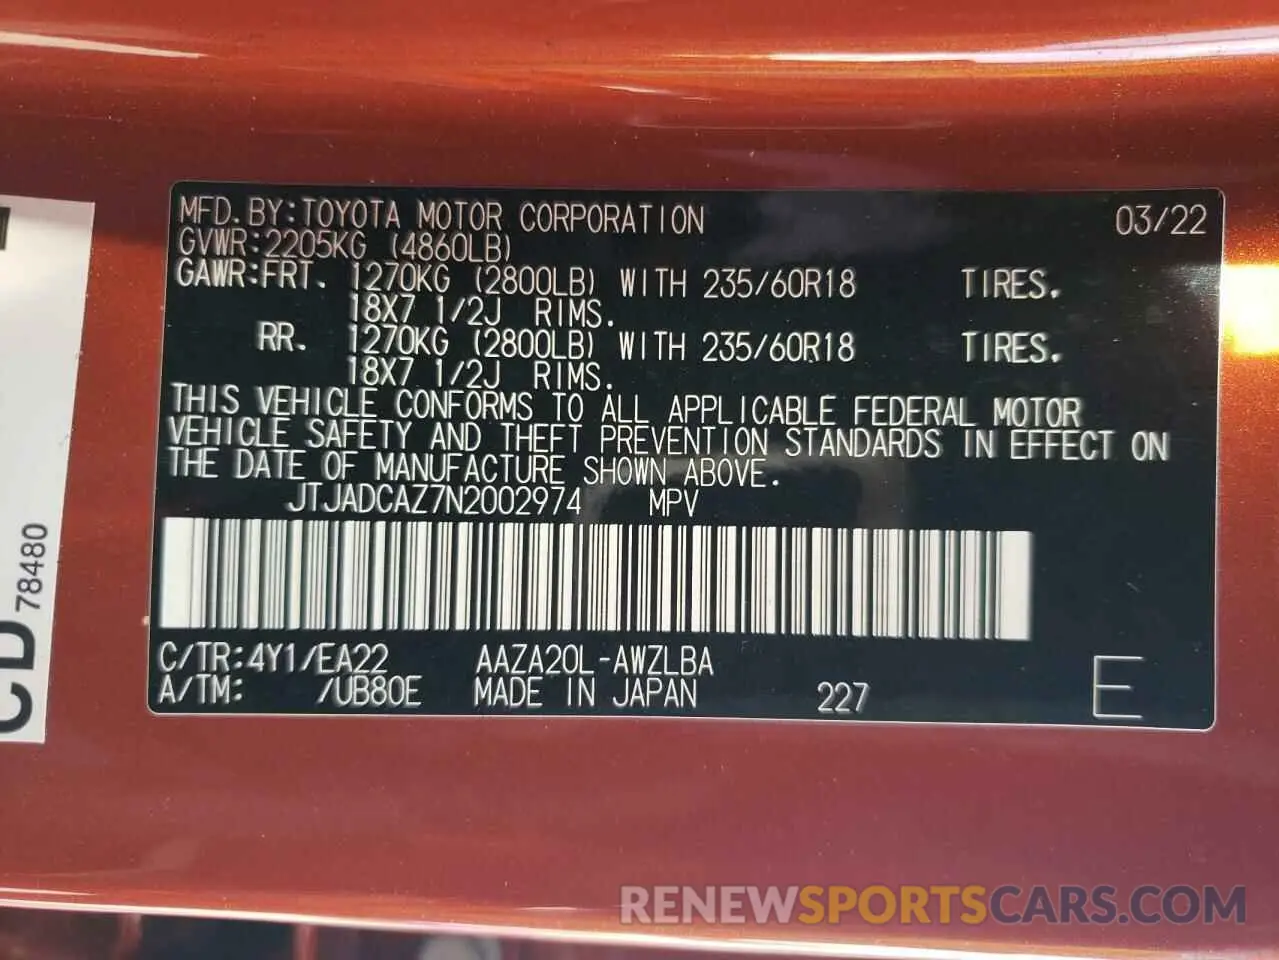 MFD.BY:TOYOTA MOTOR CORPORATION 03/22
GVWR:2205KG (4860LB)
GAWR:FRT. 1270KG (2800LB) WITH 235/60R18 TIRES.
18X7 1/2J RIMS.
RR. 1270KG (2800LB) WITH 235/60R18 TIRES.
18X7 1/2J RIMS.
THIS VEHICLE CONFORMS TO ALL APPLICABLE FEDERAL MOTOR
VEHICLE SAFETY AND THEFT PREVENTION STANDARDS IN EFFECT ON
THE DATE OF MANUFACTURE SHOWN ABOVE.
JTJADCAZ7N2002974 MPV
C/TR:4Y1/EA22 AAZA20L-AWZLBA
A/TM: /UB80E MADE IN JAPAN 227 E
78480
RENEWSPORTSCARS.COM